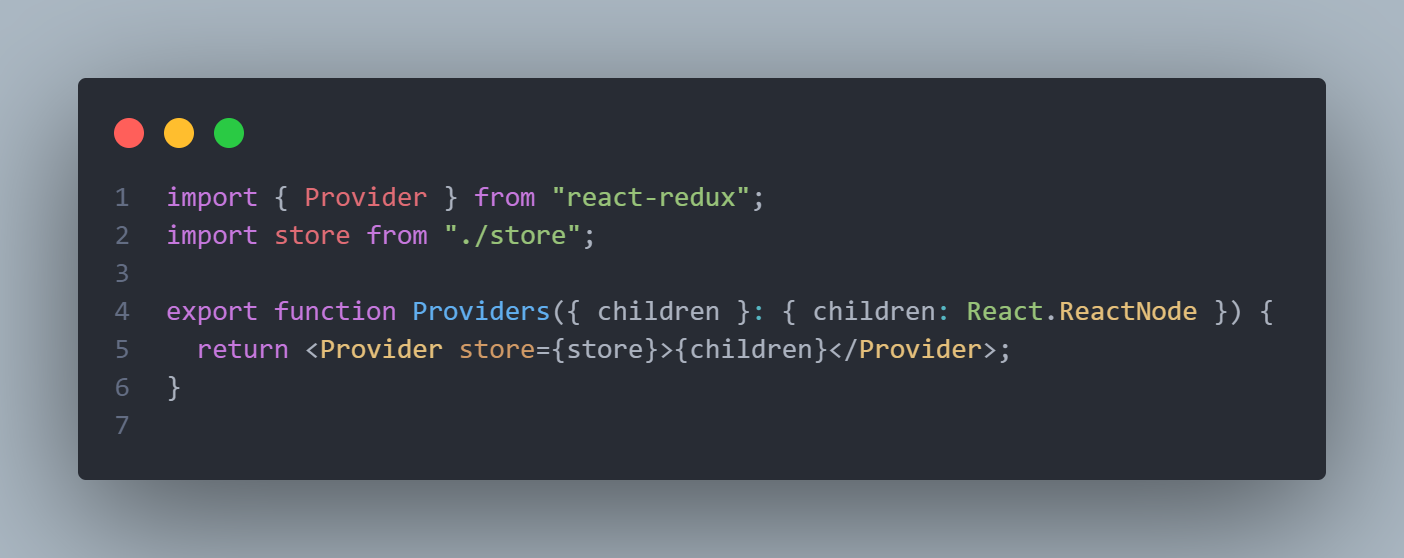 1 import { Provider } from "react-redux";
2 import store from "./store";
3
4 export function Providers({ children }: { children: React.ReactNode }) {
5   return <Provider store={store}>{children}</Provider>;
6 }
7